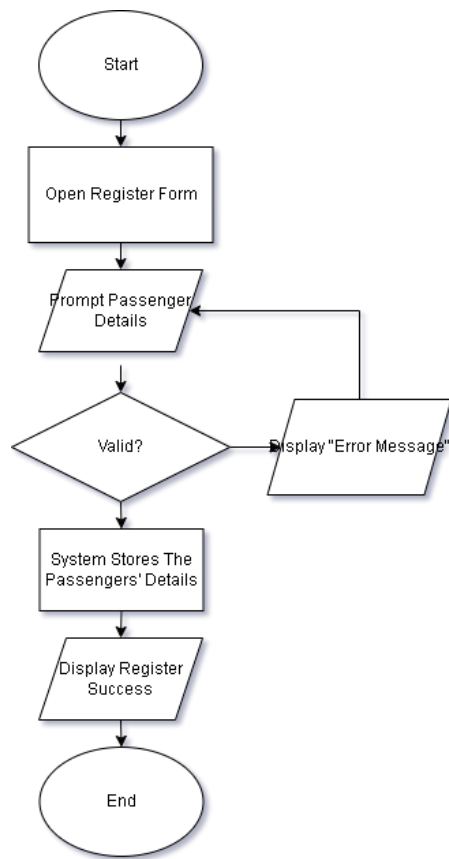 Start
Open Register Form
Prompt Passenger
Details
Valid?
Display "Error Message"
System Stores The
Passengers' Details
Display Register
Success
End